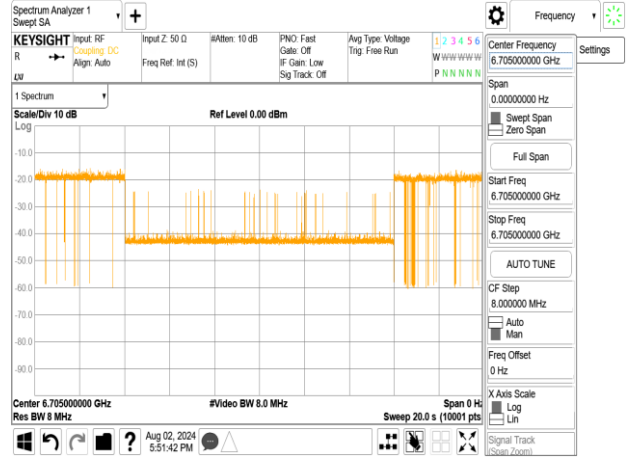 Spectrum Analyzer 1
Swept SA
Frequency
KEYSIGHT
R
Input: RF
Coupling: DC
Align: Auto
Input Z: 50 Ω
Freq Ref: Int (S)
#Atten: 10 dB
PNO: Fast
Gate: Off
IF Gain: Low
Sig Track: Off
Avg Type: Voltage
Trig: Free Run
1 2 3 4 5 6
W W W W W W
P N N N N N
Center Frequency
6.705000000 GHz
Settings
Span
0.00000000 Hz
Swept Span
Zero Span
Full Span
Start Freq
6.705000000 GHz
Stop Freq
6.705000000 GHz
AUTO TUNE
CF Step
8.000000 MHz
Auto
Man
Freq Offset
0 Hz
X Axis Scale
Log
Lin
Signal Track
(Span Zoom)
1 Spectrum
Scale/Div 10 dB
Ref Level 0.00 dBm
Log
-10.0
-20.0
-30.0
-40.0
-50.0
-60.0
-70.0
-80.0
-90.0
Center 6.705000000 GHz
#Video BW 8.0 MHz
Span 0 Hz
Res BW 8 MHz
Sweep 20.0 s (10001 pts
?
Aug 02, 2024
5:51:42 PM